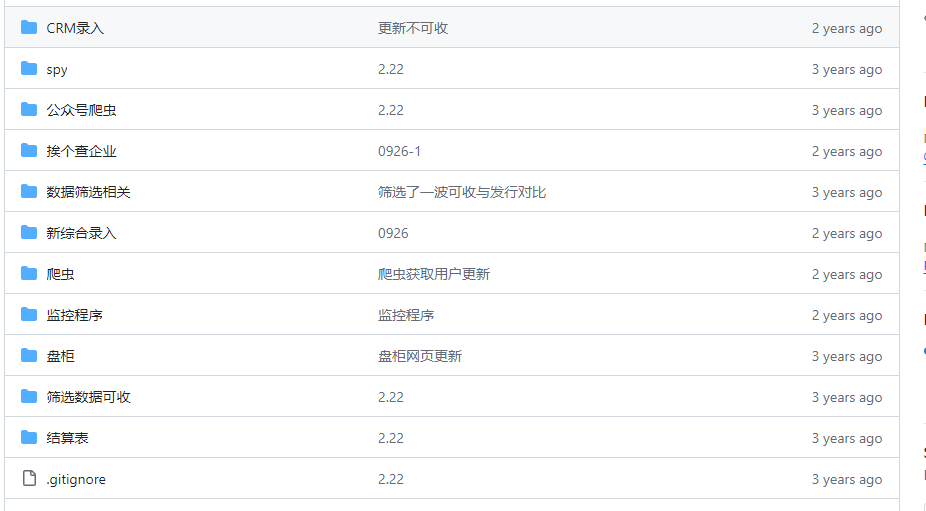 CRM录入 更新不可收 2 years ago
spy 2.22 3 years ago
公众号爬虫 2.22 3 years ago
挨个查企业 0926-1 2 years ago
数据筛选相关 筛选了一波可收与发行对比 3 years ago
新综合录入 0926 2 years ago
爬虫 爬虫获取用户更新 2 years ago
监控程序 监控程序 2 years ago
盘柜 盘柜网页更新 3 years ago
筛选数据可收 2.22 3 years ago
结算表 2.22 3 years ago
.gitignore 2.22 3 years ago